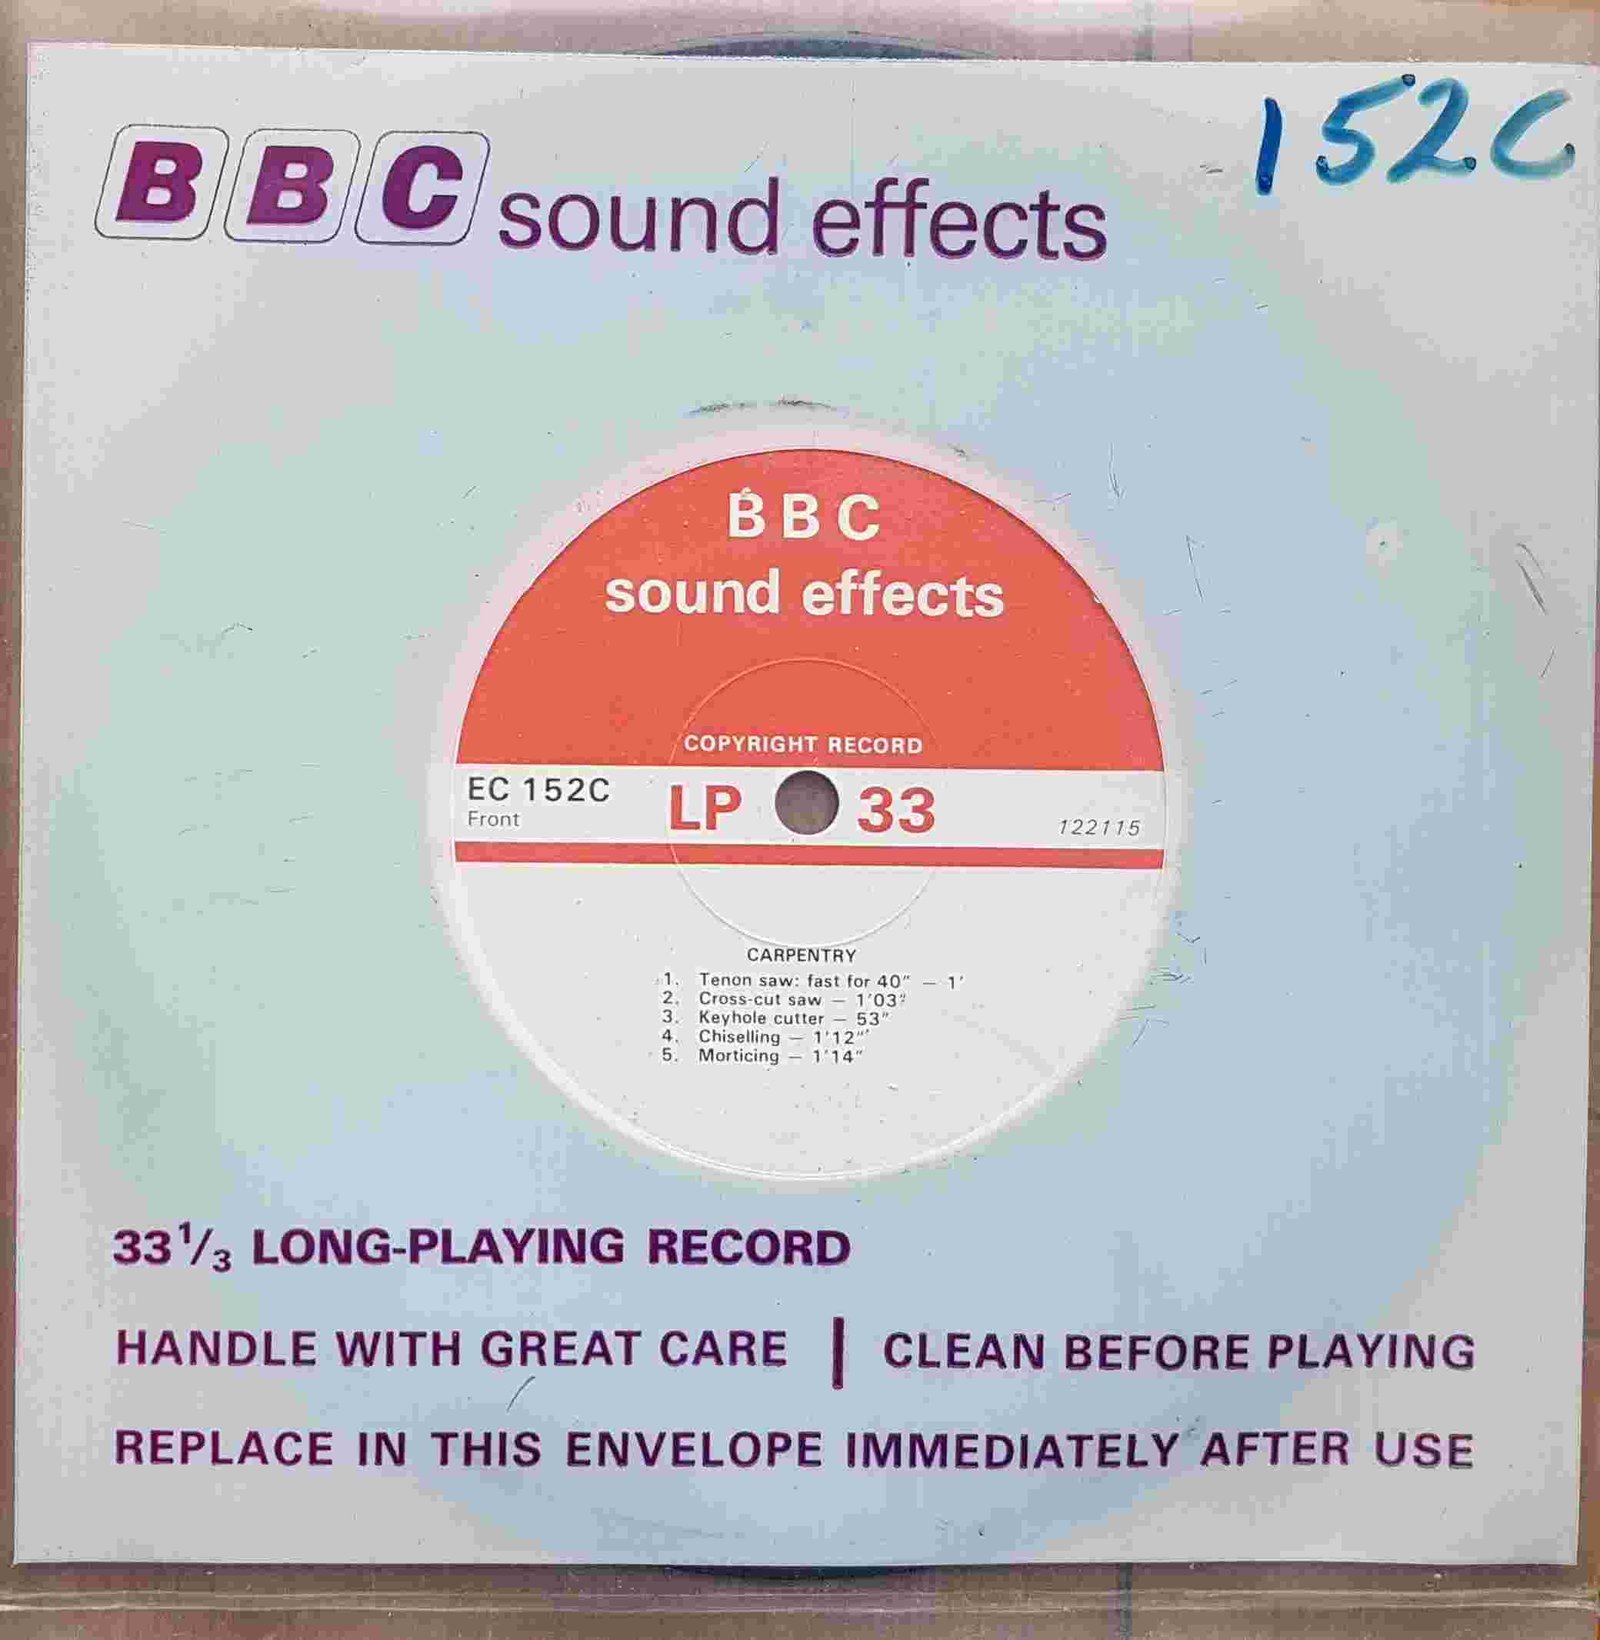 152C
BBC sound effects
BBC
sound effects
COPYRIGHT RECORD
EC 152C
Front
LP 33
122115
CARPENTRY
1. Tenon saw: fast for 40" — 1'
2. Cross-cut saw — 1'03"
3. Keyhole cutter — 53"
4. Chiselling — 1'12"
5. Morticing — 1'14"
33 1/3 LONG-PLAYING RECORD
HANDLE WITH GREAT CARE | CLEAN BEFORE PLAYING
REPLACE IN THIS ENVELOPE IMMEDIATELY AFTER USE